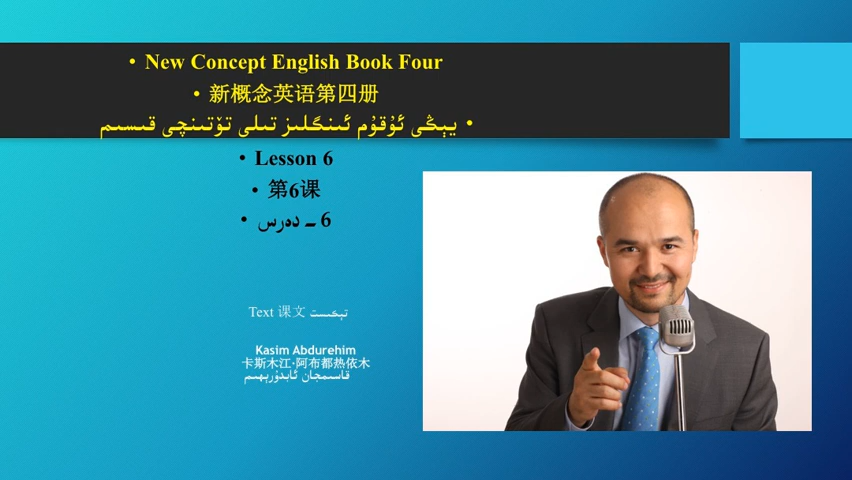 • New Concept English Book Four
• 新概念英语第四册
• يېڭى ئۇقۇم ئىنگلىز تىلى تۆتىنچى قىسىم
• Lesson 6
• 第6课
• 6 ـ دەرس
Text 课文 تېكىست
Kasim Abdurehim
卡斯木江·阿布都热依木
قاسىمجان ئابدۇرېھىم